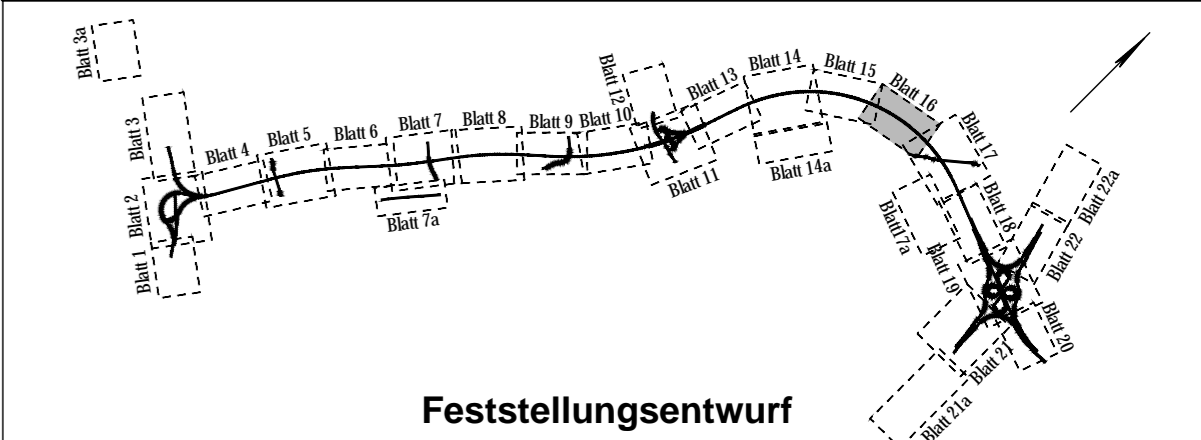 Blatt 3a
Blatt 3
Blatt 2
Blatt 1
Blatt 4
Blatt 5
Blatt 6
Blatt 7
Blatt 7a
Blatt 8
Blatt 9
Blatt 10
Blatt 12
Blatt 11
Blatt 13
Blatt 14
Blatt 14a
Blatt 15
Blatt 16
Blatt 17
Blatt17a
Blatt 18
Blatt 19
Blatt 22a
Blatt 22
Blatt 20
Blatt 21
Blatt 21a
Feststellungsentwurf